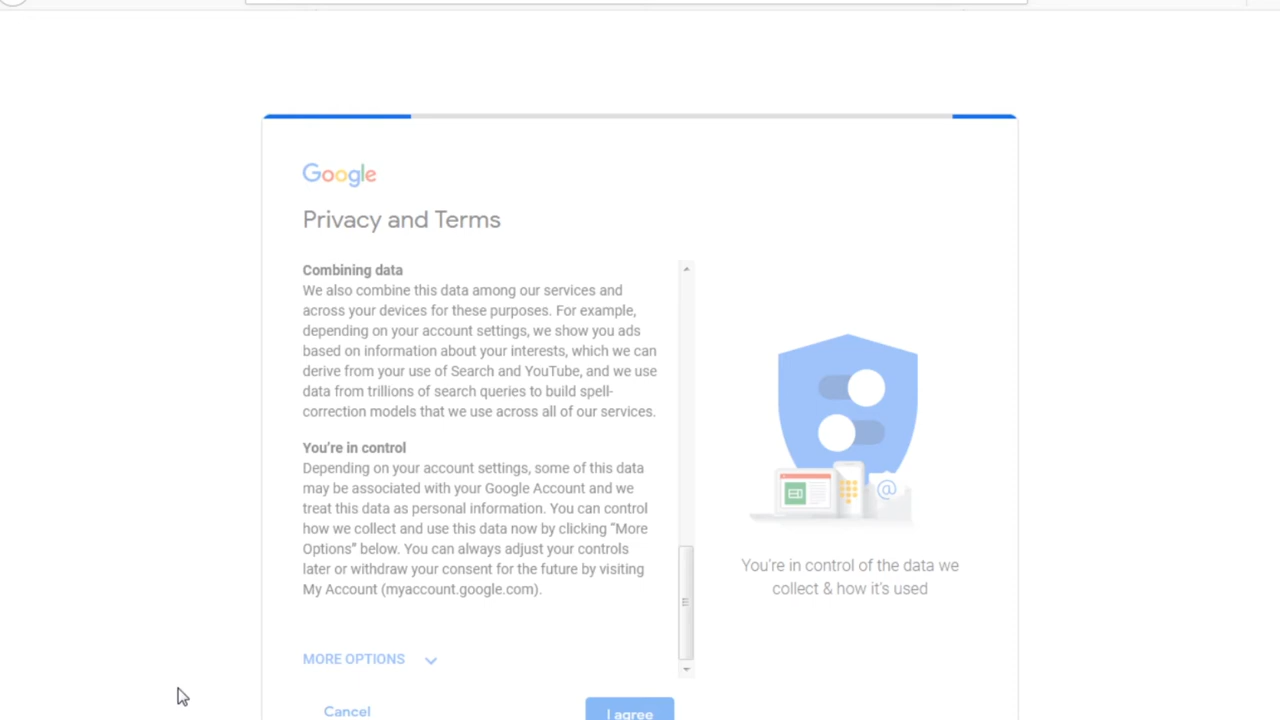 Google
Privacy and Terms
Combining data
We also combine this data among our services and
across your devices for these purposes. For example,
depending on your account settings, we show you ads
based on information about your interests, which we can
derive from your use of Search and YouTube, and we use
data from trillions of search queries to build spell-
correction models that we use across all of our services.
You're in control
Depending on your account settings, some of this data
may be associated with your Google Account and we
treat this data as personal information. You can control
how we collect and use this data now by clicking "More
Options" below. You can always adjust your controls
later or withdraw your consent for the future by visiting
My Account (myaccount.google.com).
@
You're in control of the data we
collect & how it's used
MORE OPTIONS
Cancel
I agree